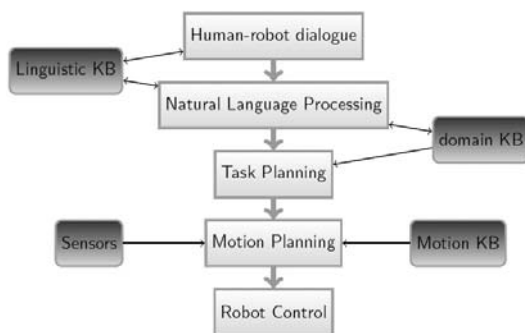 Human-robot dialogue
Linguistic KB
Natural Language Processing
domain KB
Task Planning
Sensors
Motion Planning
Motion KB
Robot Control